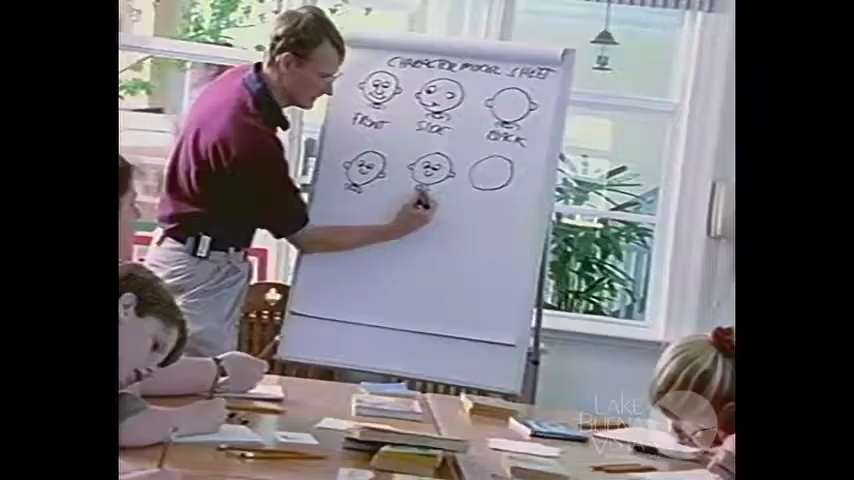 CHARACTER MODEL SHEET
FRONT SIDE BACK
LAKE
BUENA
VISTA